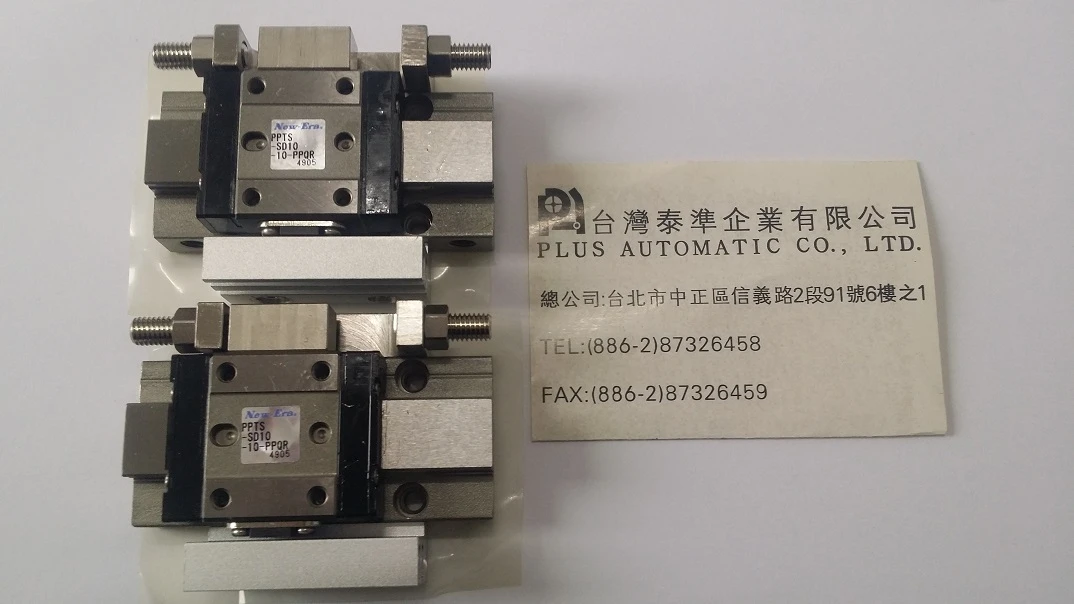 New-Era.
PPTS
-SD10
-10-PPQR
4905
New-Era.
PPTS
-SD10
-10-PPQR
4905
台灣泰準企業有限公司
PLUS AUTOMATIC CO., LTD.
總公司:台北市中正區信義路2段91號6樓之1
TEL:(886-2)87326458
FAX:(886-2)87326459